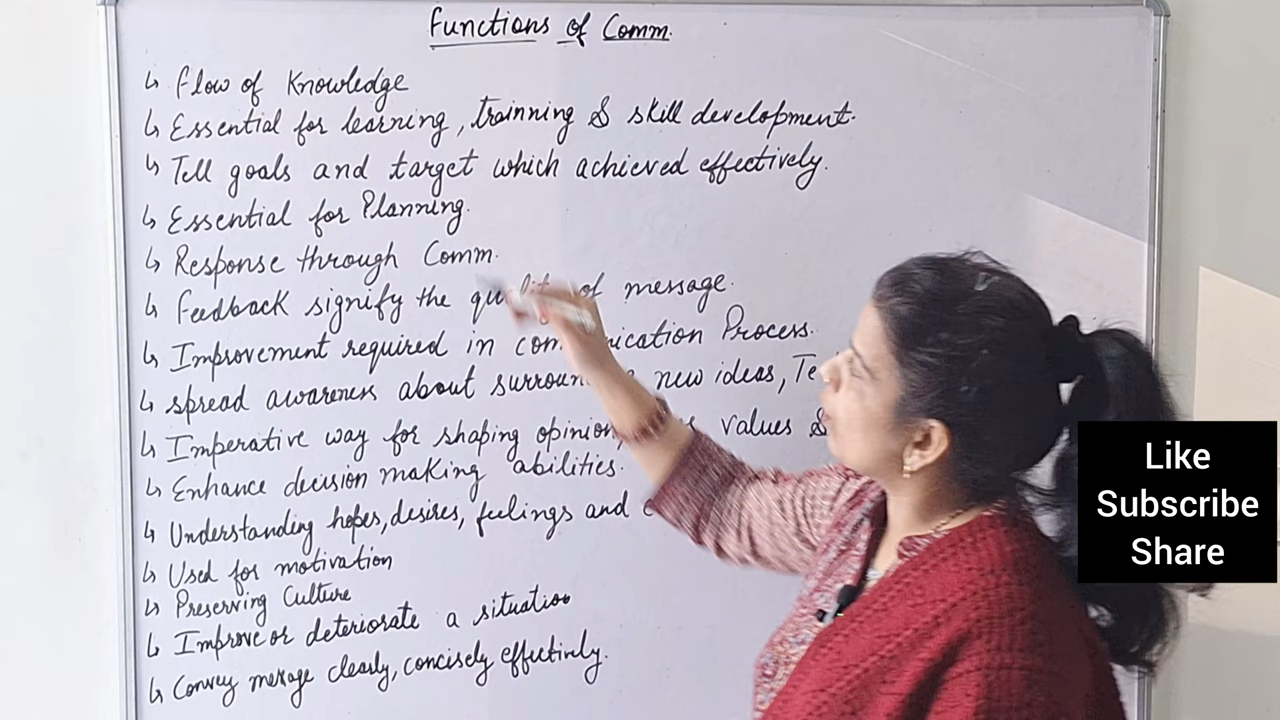 Functions of Comm.
↳ Flow of Knowledge
↳ Essential for learning, trainning & skill development.
↳ Tell goals and target which achieved effectively.
↳ Essential for Planning.
↳ Response through Comm.
↳ Feedback signify the of message.
↳ Improvement required in Process.
↳ spread awareness about new ideas,
↳ Imperative way for shaping opinion, values &
↳ Enhance decision making abilities.
↳ Understanding hopes, desires, feelings and
↳ Used for motivation
↳ Preserving Culture
↳ Improve or deteriorate a situation
↳ Convey message clearly, concisely effectively.
Like
Subscribe
Share